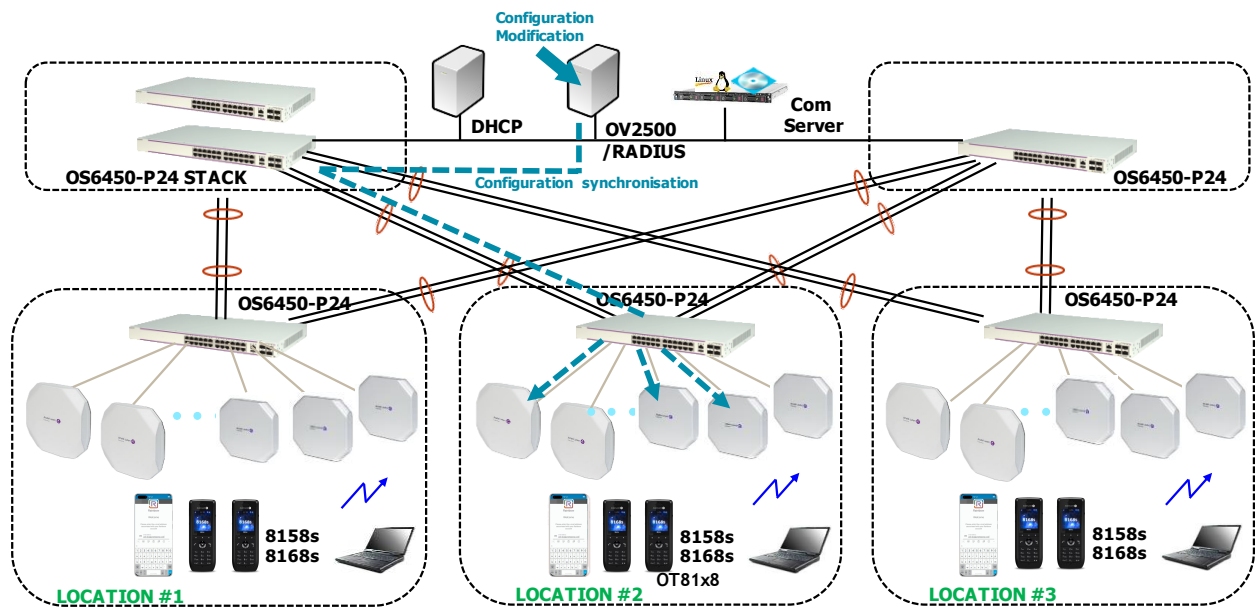 Configuration
Modification
Linux
DHCP
OV2500
/RADIUS
Com
Server
OS6450-P24 STACK
Configuration synchronisation
OS6450-P24
OS6450-P24
OS6450-P24
OS6450-P24
8158s
8168s
LOCATION #1
8158s
8168s
OT81x8
LOCATION #2
8158s
8168s
LOCATION #3